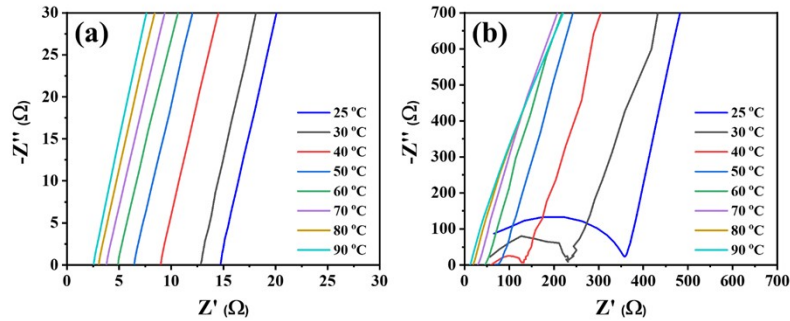 (a)
30
25
20
15
10
5
0
-Z'' (Ω)
25 ºC
30 ºC
40 ºC
50 ºC
60 ºC
70 ºC
80 ºC
90 ºC
0 5 10 15 20 25 30
Z' (Ω)
(b)
700
600
500
400
300
200
100
0
-Z'' (Ω)
25 ºC
30 ºC
40 ºC
50 ºC
60 ºC
70 ºC
80 ºC
90 ºC
0 100 200 300 400 500 600 700
Z' (Ω)